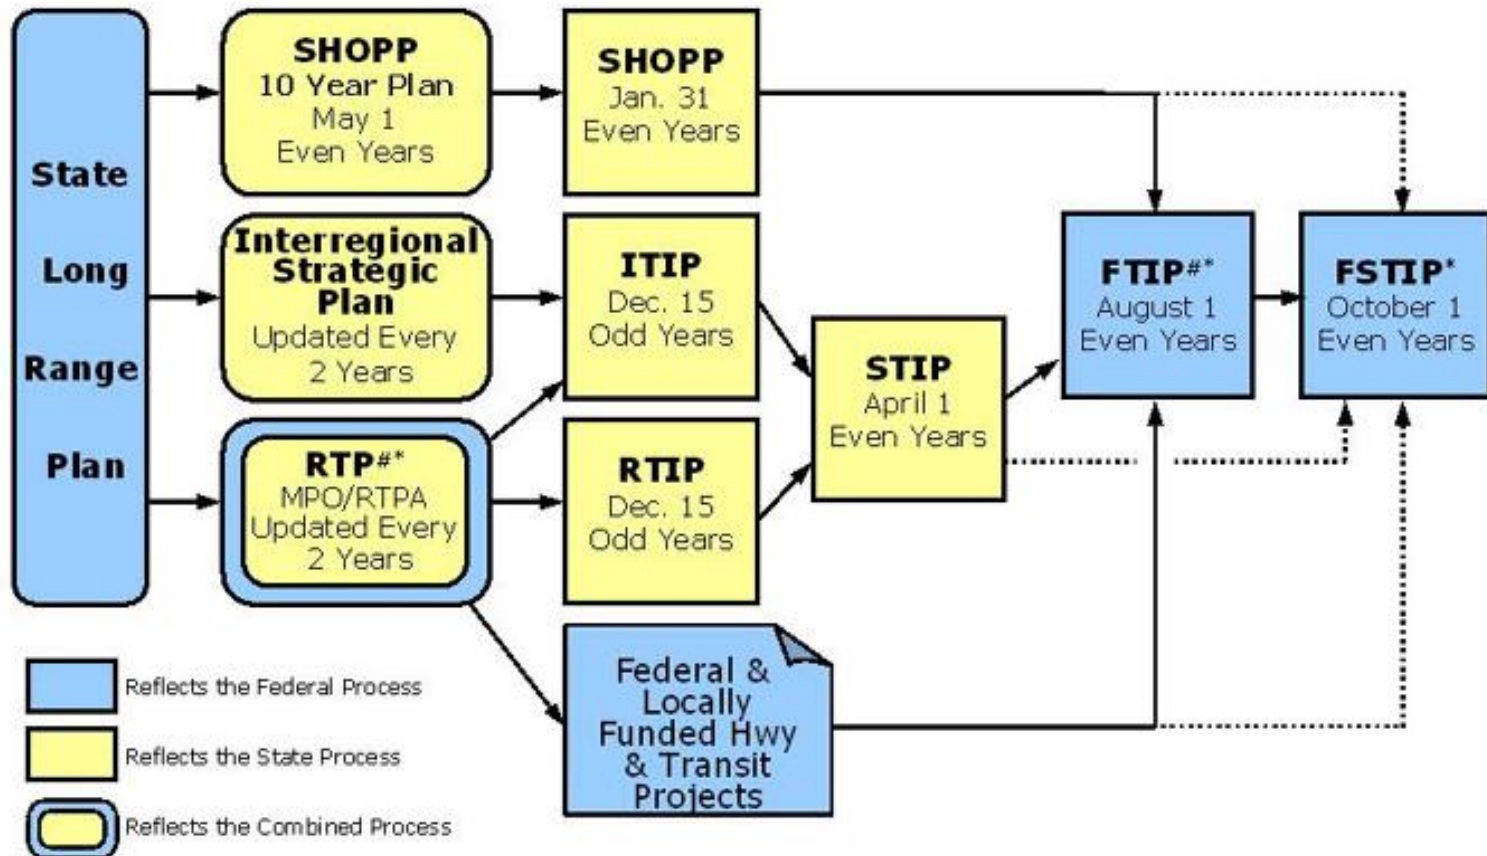 State
Long
Range
Plan
SHOPP
10 Year Plan
May 1
Even Years
SHOPP
Jan. 31
Even Years
Interregional
Strategic
Plan
Updated Every
2 Years
ITIP
Dec. 15
Odd Years
RTP#*
MPO/RTPA
Updated Every
2 Years
RTIP
Dec. 15
Odd Years
STIP
April 1
Even Years
FTIP#*
August 1
Even Years
FSTIP*
October 1
Even Years
Federal &
Locally
Funded Hwy
& Transit
Projects
Reflects the Federal Process
Reflects the State Process
Reflects the Combined Process